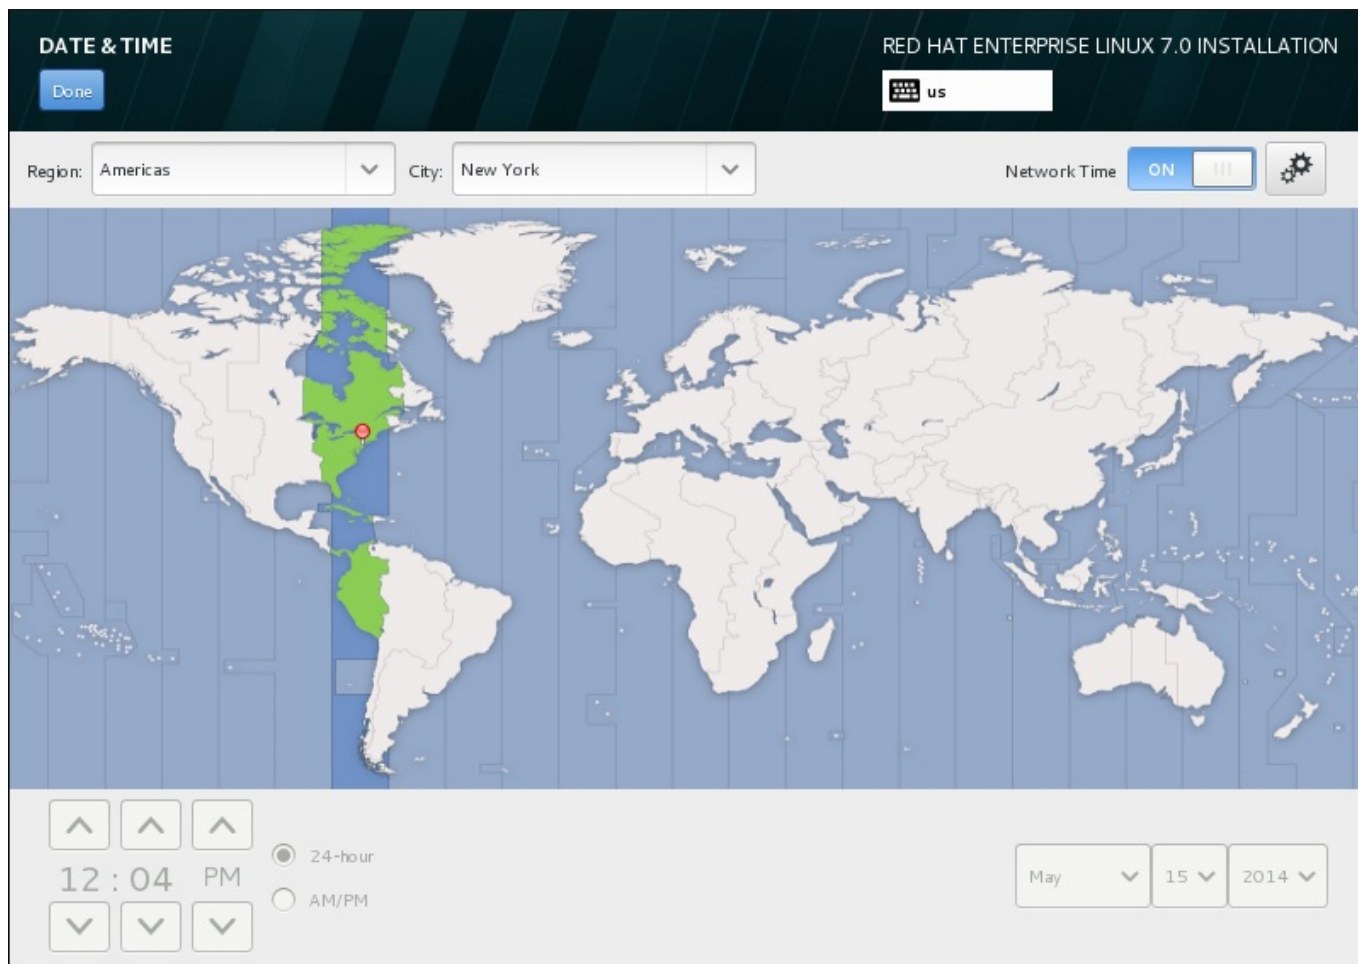 DATE & TIME
RED HAT ENTERPRISE LINUX 7.0 INSTALLATION
Done
us
Region: Americas City: New York Network Time ON
12 : 04 PM
24-hour
AM/PM
May 15 2014